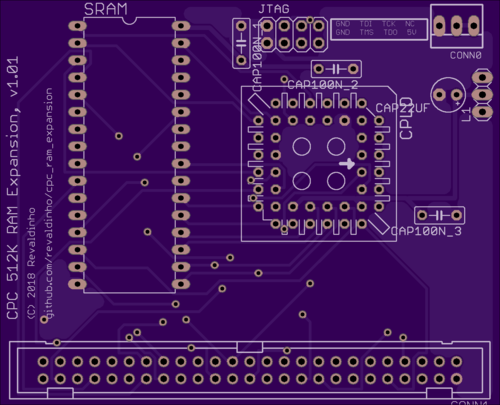 SRAM
JTAG
GND TDI TCK NC
GND TMS TDO 5V
CONN0
CAP100N_1
CAP100N_2
CAP22UF
CPLD
L1
CAP100N_3
CPC 512K RAM Expansion, v1.01
(C) 2018 Revaldinho
github.com/revaldinho/cpc_ram_expansion
CONN1